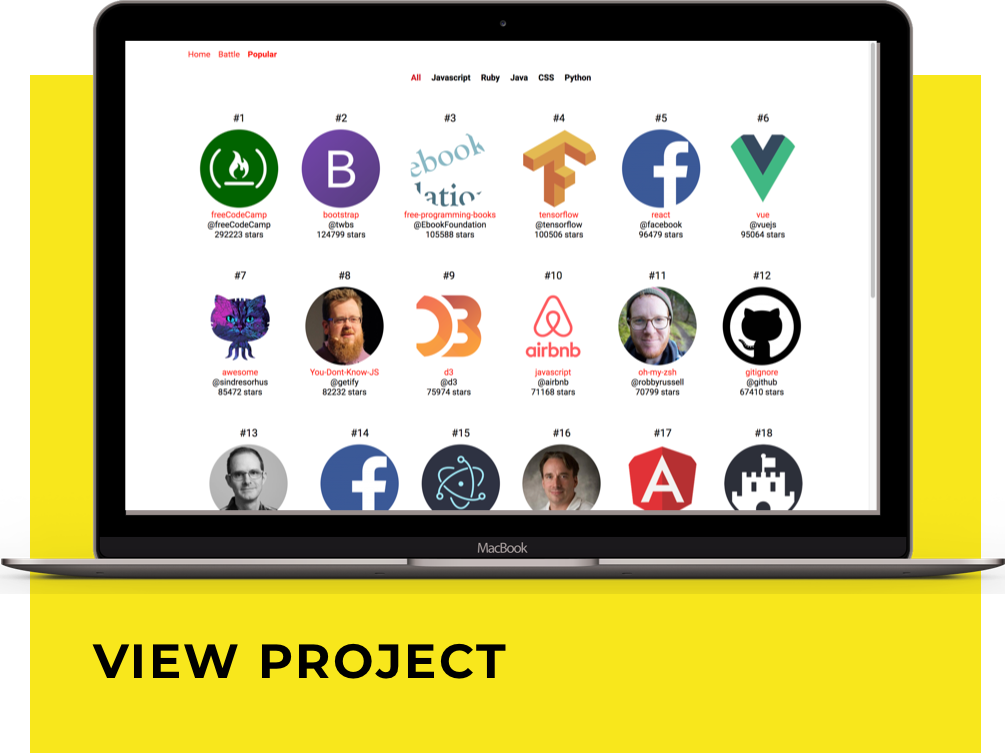 Home Battle Popular
All Javascript Ruby Java CSS Python
#1 #2 #3 #4 #5 #6
B
ebook
lation
freeCodeCamp bootstrap free-programming-books tensorflow react vue
@freeCodeCamp @twbs @EbookFoundation @tensorflow @facebook @vuejs
292223 stars 124799 stars 105588 stars 100506 stars 96479 stars 95064 stars
#7 #8 #9 #10 #11 #12
airbnb
awesome You-Dont-Know-JS d3 javascript oh-my-zsh gitignore
@sindresorhus @getify @d3 @airbnb @robbyrussell @github
85472 stars 82232 stars 75974 stars 71168 stars 70799 stars 67410 stars
#13 #14 #15 #16 #17 #18
MacBook
VIEW PROJECT